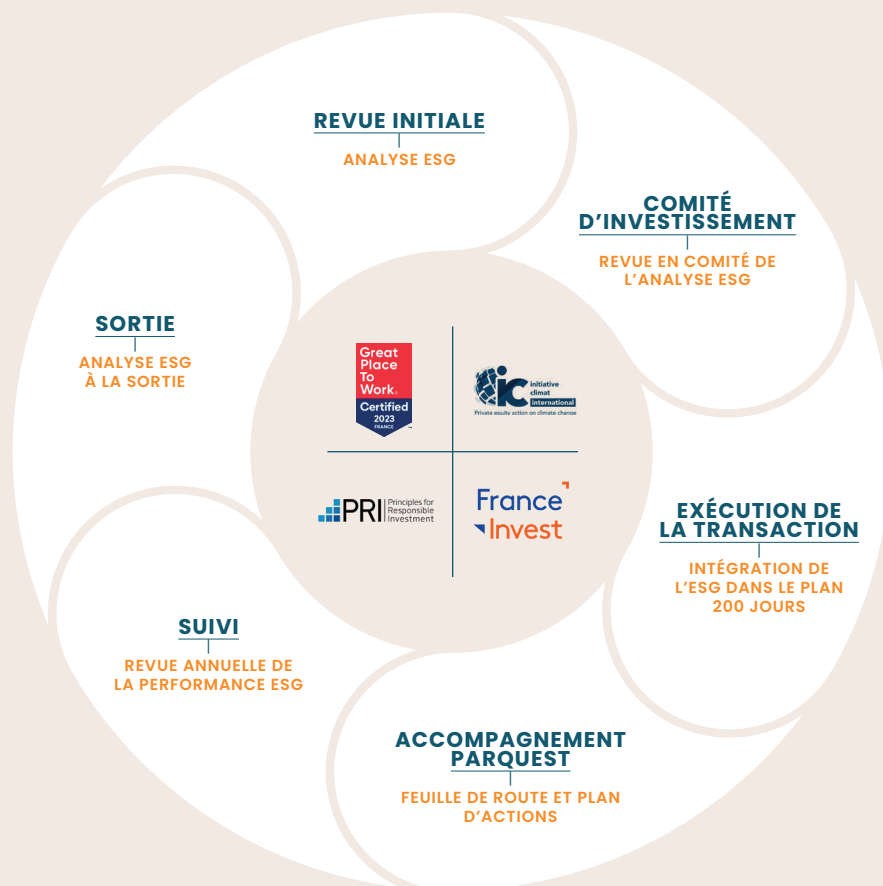 REVUE INITIALE
ANALYSE ESG
COMITÉ
D’INVESTISSEMENT
REVUE EN COMITÉ DE
L’ANALYSE ESG
EXÉCUTION DE
LA TRANSACTION
INTÉGRATION DE
L’ESG DANS LE PLAN
200 JOURS
ACCOMPAGNEMENT
PARQUEST
FEUILLE DE ROUTE ET PLAN
D’ACTIONS
SUIVI
REVUE ANNUELLE DE
LA PERFORMANCE ESG
SORTIE
ANALYSE ESG
À LA SORTIE
Great
Place
To
Work.
Certified
2023
FRANCE
iC
initiative
climat
international
Private equity action on climate change
PRI
Principles for
Responsible
Investment
France
Invest